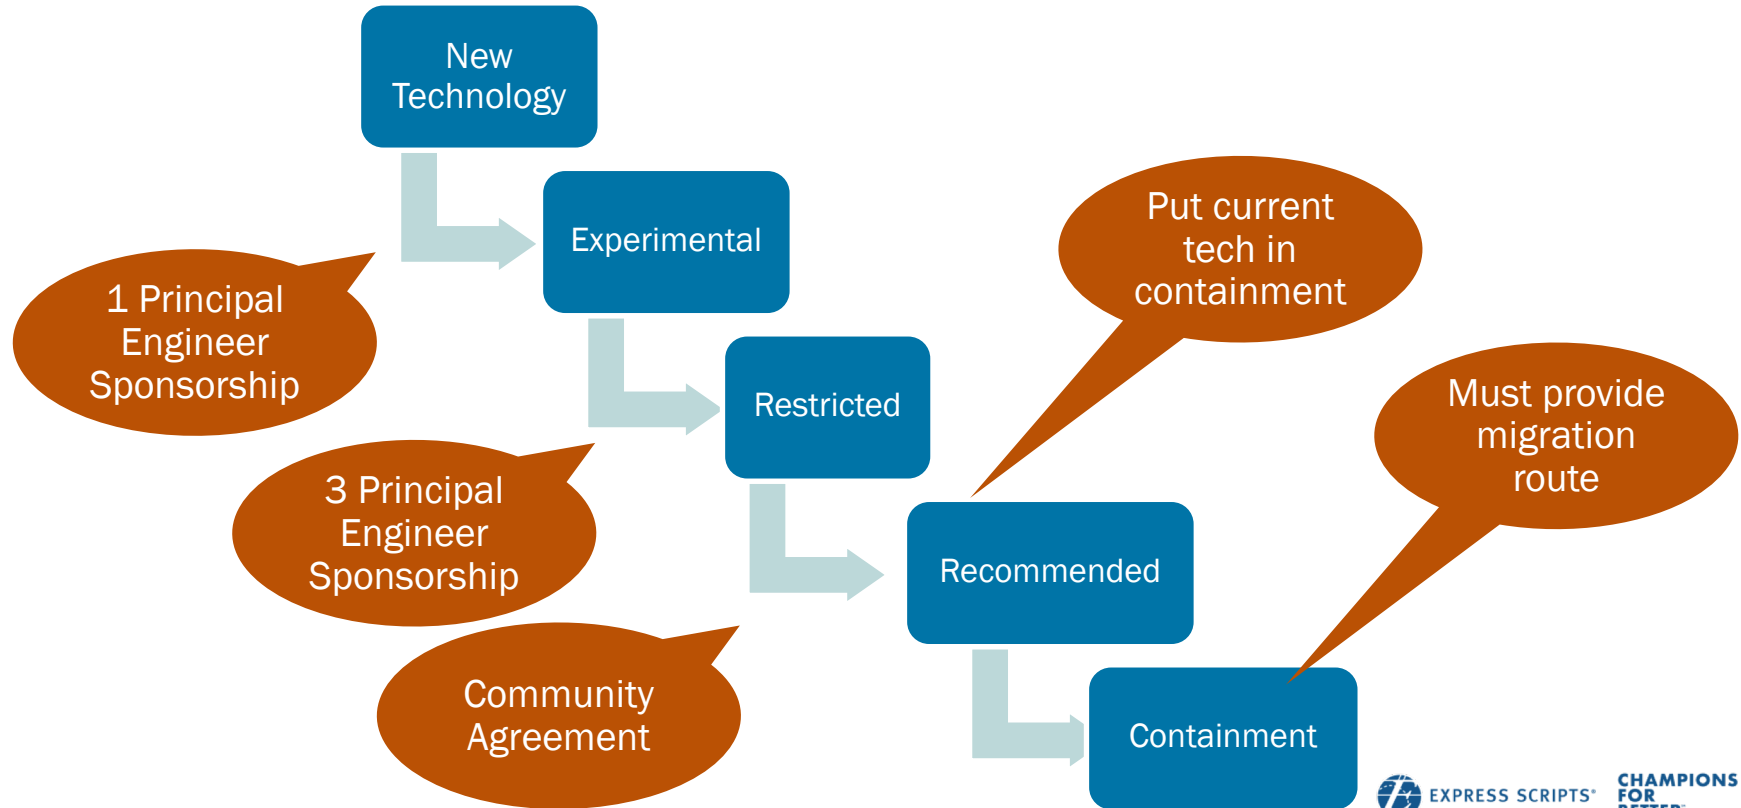 New
Technology
Experimental
1 Principal
Engineer
Sponsorship
Put current
tech in
containment
Restricted
3 Principal
Engineer
Sponsorship
Must provide
migration
route
Recommended
Community
Agreement
Containment
EXPRESS SCRIPTS®
CHAMPIONS
FOR
BETTER℠